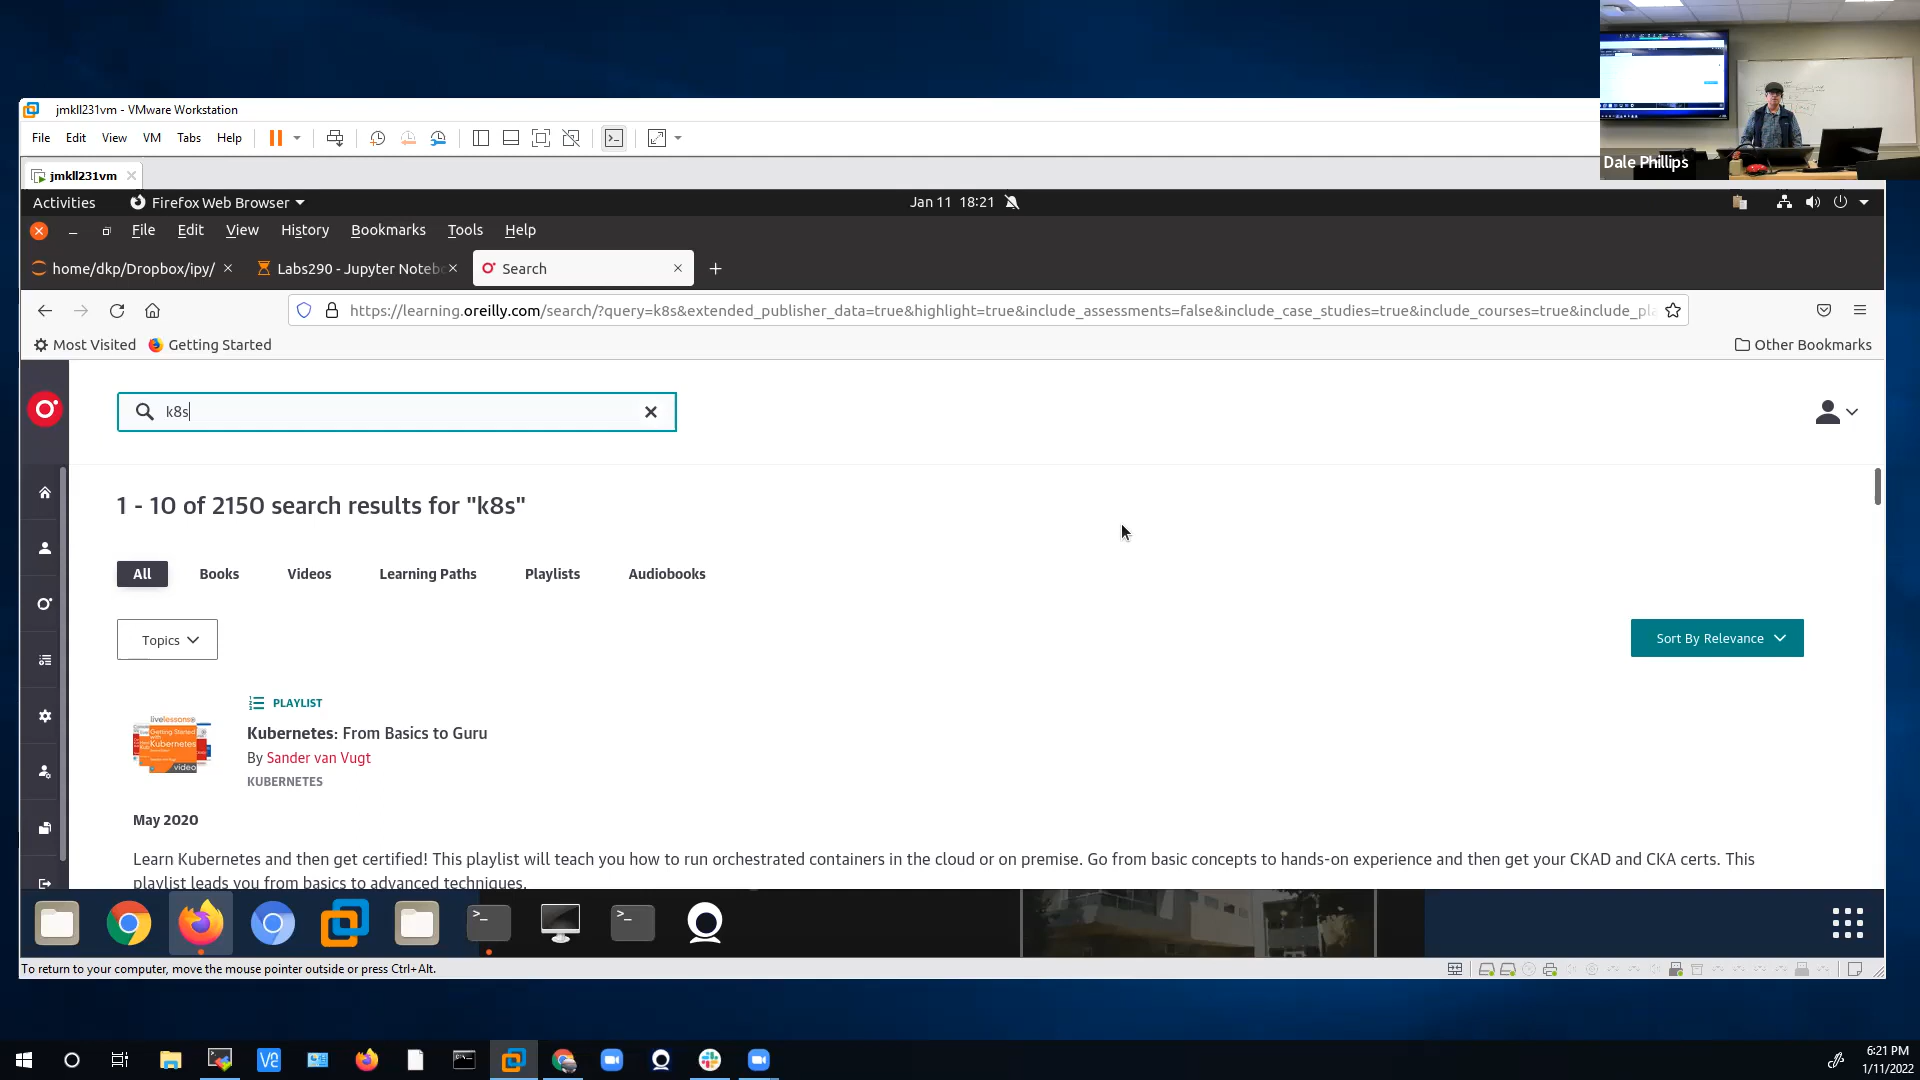 Dale Phillips
jmkll231vm - VMware Workstation
File Edit View VM Tabs Help
jmkll231vm
Activities Firefox Web Browser Jan 11 18:21
File Edit View History Bookmarks Tools Help
home/dkp/Dropbox/ipy/ Labs290 - Jupyter Noteb Search
https://learning.oreilly.com/search/?query=k8s&extended_publisher_data=true&highlight=true&include_assessments=false&include_case_studies=true&include_courses=true&include_pl
Most Visited Getting Started Other Bookmarks
k8s
1 - 10 of 2150 search results for "k8s"
All Books Videos Learning Paths Playlists Audiobooks
Topics Sort By Relevance
PLAYLIST
Kubernetes: From Basics to Guru
By Sander van Vugt
KUBERNETES
livelessons
Getting Started
with
Kubernetes
video
May 2020
Learn Kubernetes and then get certified! This playlist will teach you how to run orchestrated containers in the cloud or on premise. Go from basic concepts to hands-on experience and then get your CKAD and CKA certs. This
playlist leads you from basics to advanced techniques.
To return to your computer, move the mouse pointer outside or press Ctrl+Alt.
6:21 PM
1/11/2022